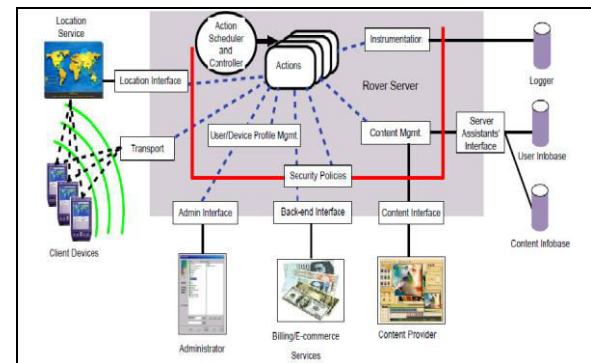 Location
Service
Action
Scheduler
and
Controller
Instrumentation
Actions
Rover Server
Logger
Location Interface
Transport
User/Device Profile Mgmt.
Content Mgmt.
Server
Assistants'
Interface
User Infobase
Security Polices
Admin Interface
Back-end Interface
Content Interface
Client Devices
Content Infobase
Administrator
Billing/E-commerce
Services
Content Provider